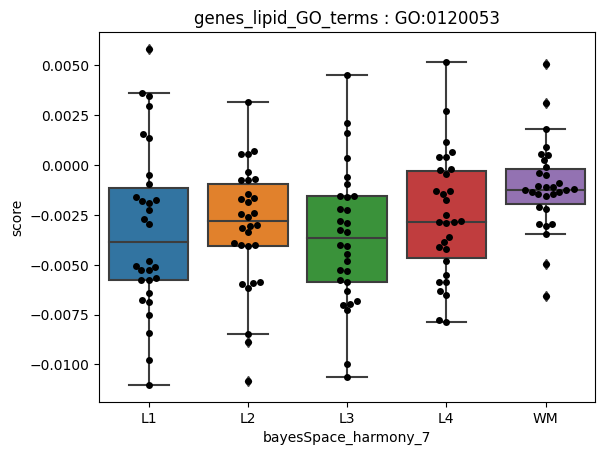 genes_lipid_GO_terms : GO:0120053
0.0050
0.0025
0.0000
−0.0025
−0.0050
−0.0075
−0.0100
score
L1 L2 L3 L4 WM
bayesSpace_harmony_7